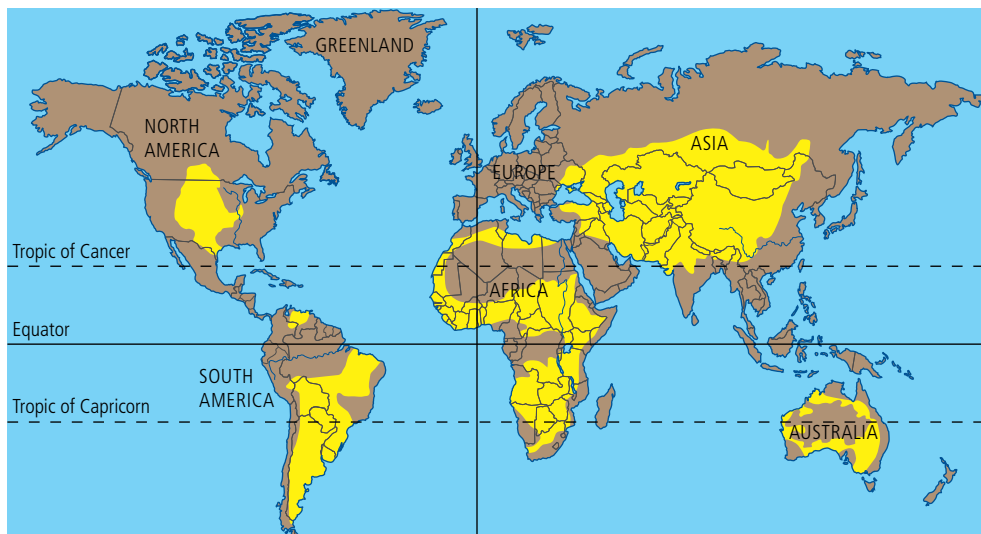 GREENLAND
NORTH
AMERICA
ASIA
EUROPE
Tropic of Cancer
AFRICA
Equator
SOUTH
AMERICA
Tropic of Capricorn
AUSTRALIA